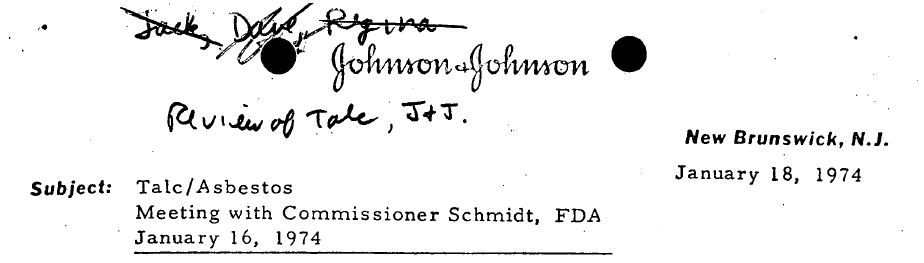 Jack, Dave, Regina
Johnson & Johnson
Review of Talc, J&J.
New Brunswick, N.J.
January 18, 1974
Subject: Talc/Asbestos
Meeting with Commissioner Schmidt, FDA
January 16, 1974